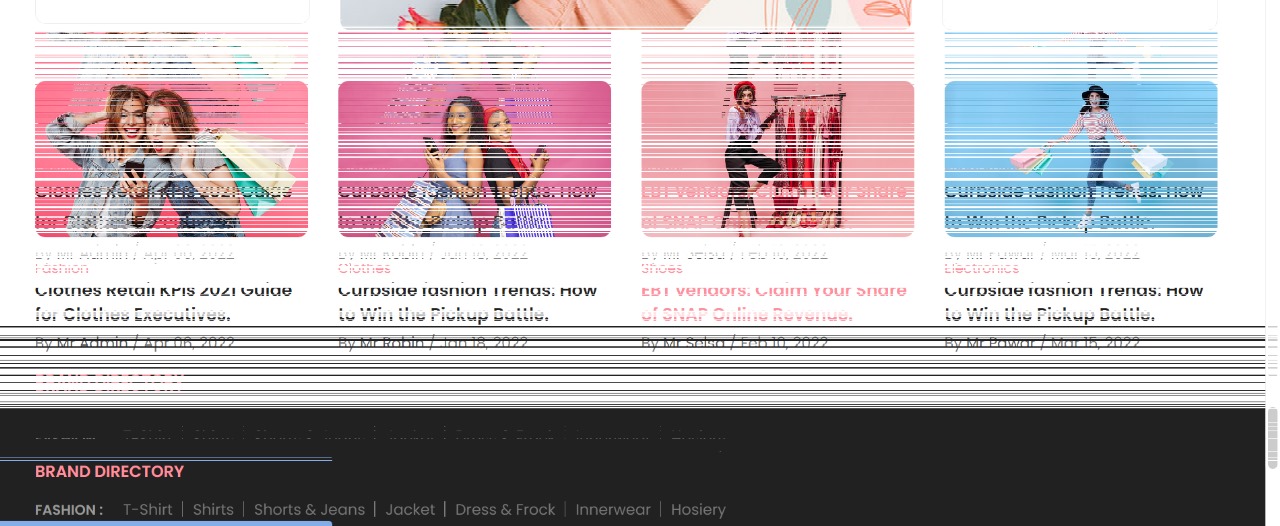 Fashion
Clothes Retail KPIs 2021 Guide
for Clothes Executives.
By Mr Admin / Apr 06, 2022
Clothes
Curbside fashion Trends: How
to Win the Pickup Battle.
By Mr Robin / Jan 18, 2022
Shoes
EBT Vendors: Claim Your Share
of SNAP Online Revenue.
By Mr Selsa / Feb 10, 2022
Electronics
Curbside fashion Trends: How
to Win the Pickup Battle.
By Mr Pawar / Mar 15, 2022
BRAND DIRECTORY
FASHION : T-Shirt | Shirts | Shorts & Jeans | Jacket | Dress & Frock | Innerwear | Hosiery